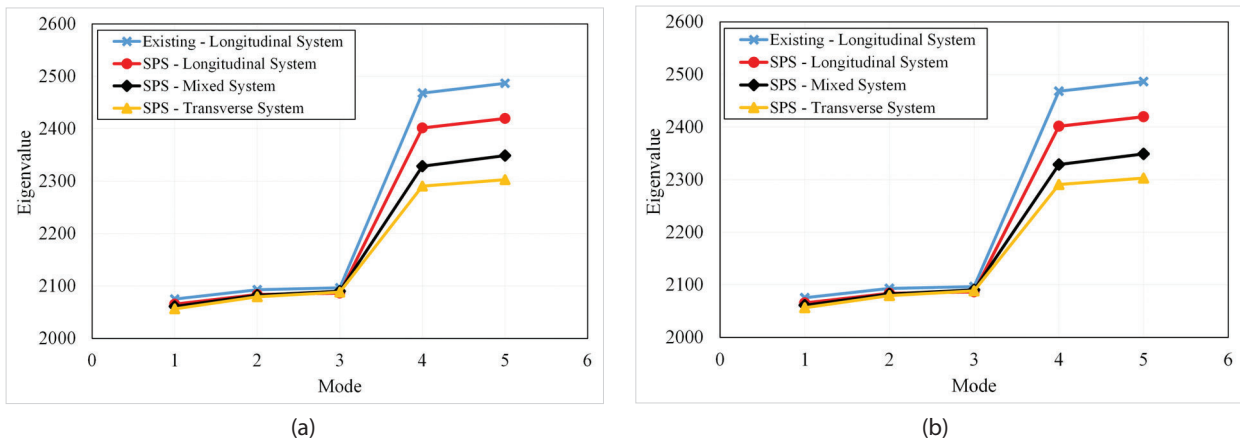 2600
2500
2400
2300
2200
2100
2000
Eigenvalue
Existing - Longitudinal System
SPS - Longitudinal System
SPS - Mixed System
SPS - Transverse System
0 1 2 3 4 5 6
Mode
(a)
2600
2500
2400
2300
2200
2100
2000
Eigenvalue
Existing - Longitudinal System
SPS - Longitudinal System
SPS - Mixed System
SPS - Transverse System
0 1 2 3 4 5 6
Mode
(b)